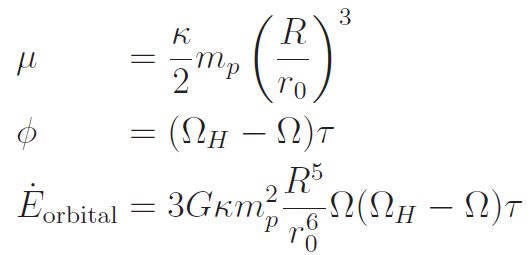 μ = κ/2 m_p (R/r_0)^3
ϕ = (Ω_H − Ω)τ
Ė_orbital = 3Gκm_p^2 R^5/r_0^6 Ω(Ω_H − Ω)τ